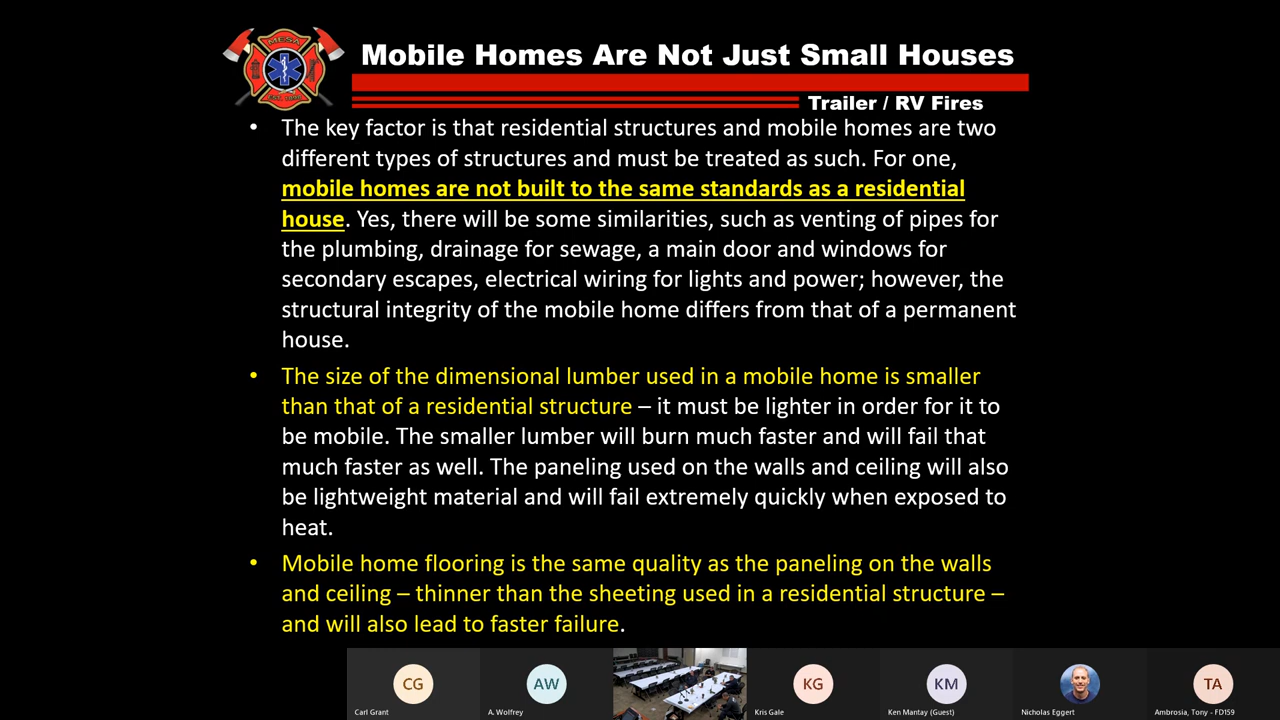 MESA
EST. 1898
Mobile Homes Are Not Just Small Houses
Trailer / RV Fires
• The key factor is that residential structures and mobile homes are two
different types of structures and must be treated as such. For one,
mobile homes are not built to the same standards as a residential
house. Yes, there will be some similarities, such as venting of pipes for
the plumbing, drainage for sewage, a main door and windows for
secondary escapes, electrical wiring for lights and power; however, the
structural integrity of the mobile home differs from that of a permanent
house.
• The size of the dimensional lumber used in a mobile home is smaller
than that of a residential structure – it must be lighter in order for it to
be mobile. The smaller lumber will burn much faster and will fail that
much faster as well. The paneling used on the walls and ceiling will also
be lightweight material and will fail extremely quickly when exposed to
heat.
• Mobile home flooring is the same quality as the paneling on the walls
and ceiling – thinner than the sheeting used in a residential structure –
and will also lead to faster failure.
CG
AW
KG
KM
TA
Carl Grant
A. Wolfrey
Kris Gale
Ken Mantay (Guest)
Nicholas Eggert
Ambrosia, Tony - FD1S9